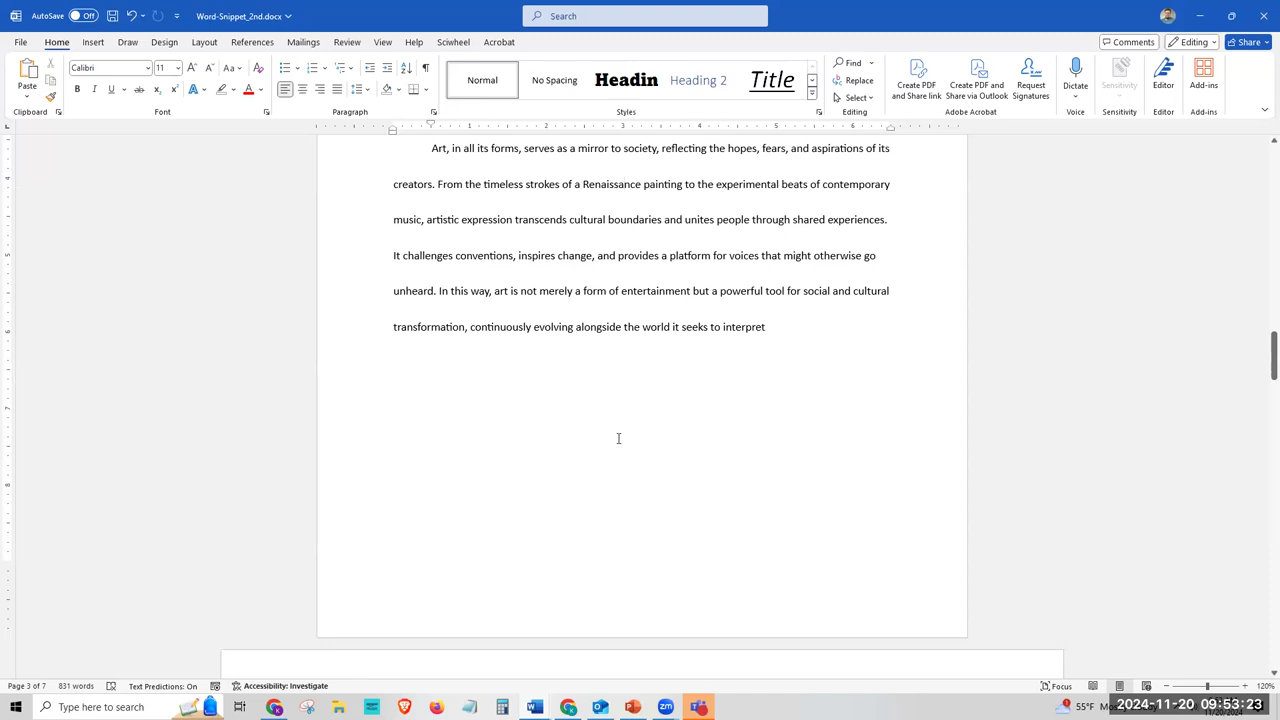 AutoSave Off Word-Snippet_2nd.docx Search
File Home Insert Draw Design Layout References Mailings Review View Help Sciwheel Acrobat Comments Editing Share
Paste Calibri 11 Normal No Spacing Headin Heading 2 Title Find Replace Select Create PDF and Share link Create PDF and Share via Outlook Request Signatures Dictate Sensitivity Editor Add-ins
Clipboard Font Paragraph Styles Editing Adobe Acrobat Voice Sensitivity Editor Add-ins
1 2 3 4 5 6
Art, in all its forms, serves as a mirror to society, reflecting the hopes, fears, and aspirations of its
creators. From the timeless strokes of a Renaissance painting to the experimental beats of contemporary
music, artistic expression transcends cultural boundaries and unites people through shared experiences.
It challenges conventions, inspires change, and provides a platform for voices that might otherwise go
unheard. In this way, art is not merely a form of entertainment but a powerful tool for social and cultural
transformation, continuously evolving alongside the world it seeks to interpret
Page 3 of 7 831 words Text Predictions: On Accessibility: Investigate Focus 120%
Type here to search 55°F 2024-11-20 09:53:23